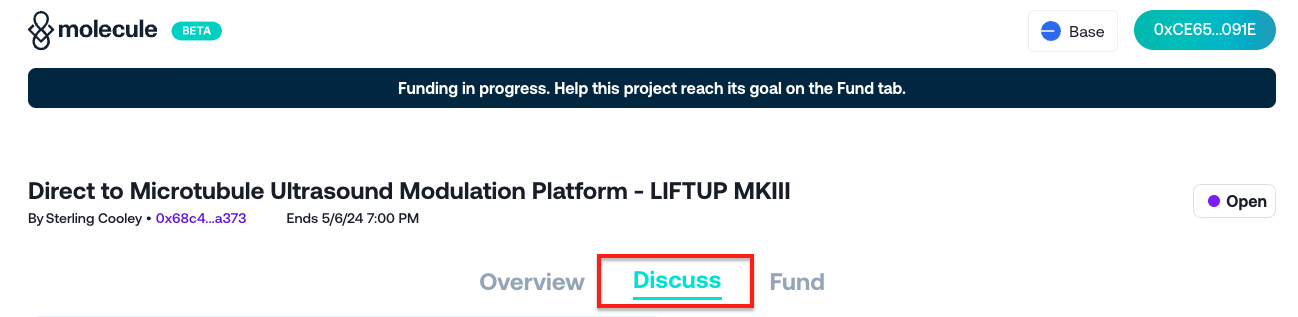 molecule BETA
Base
0xCE65...091E
Funding in progress. Help this project reach its goal on the Fund tab.
Direct to Microtubule Ultrasound Modulation Platform - LIFTUP MKIII
Open
By Sterling Cooley • 0x68c4...a373 Ends 5/6/24 7:00 PM
Overview Discuss Fund